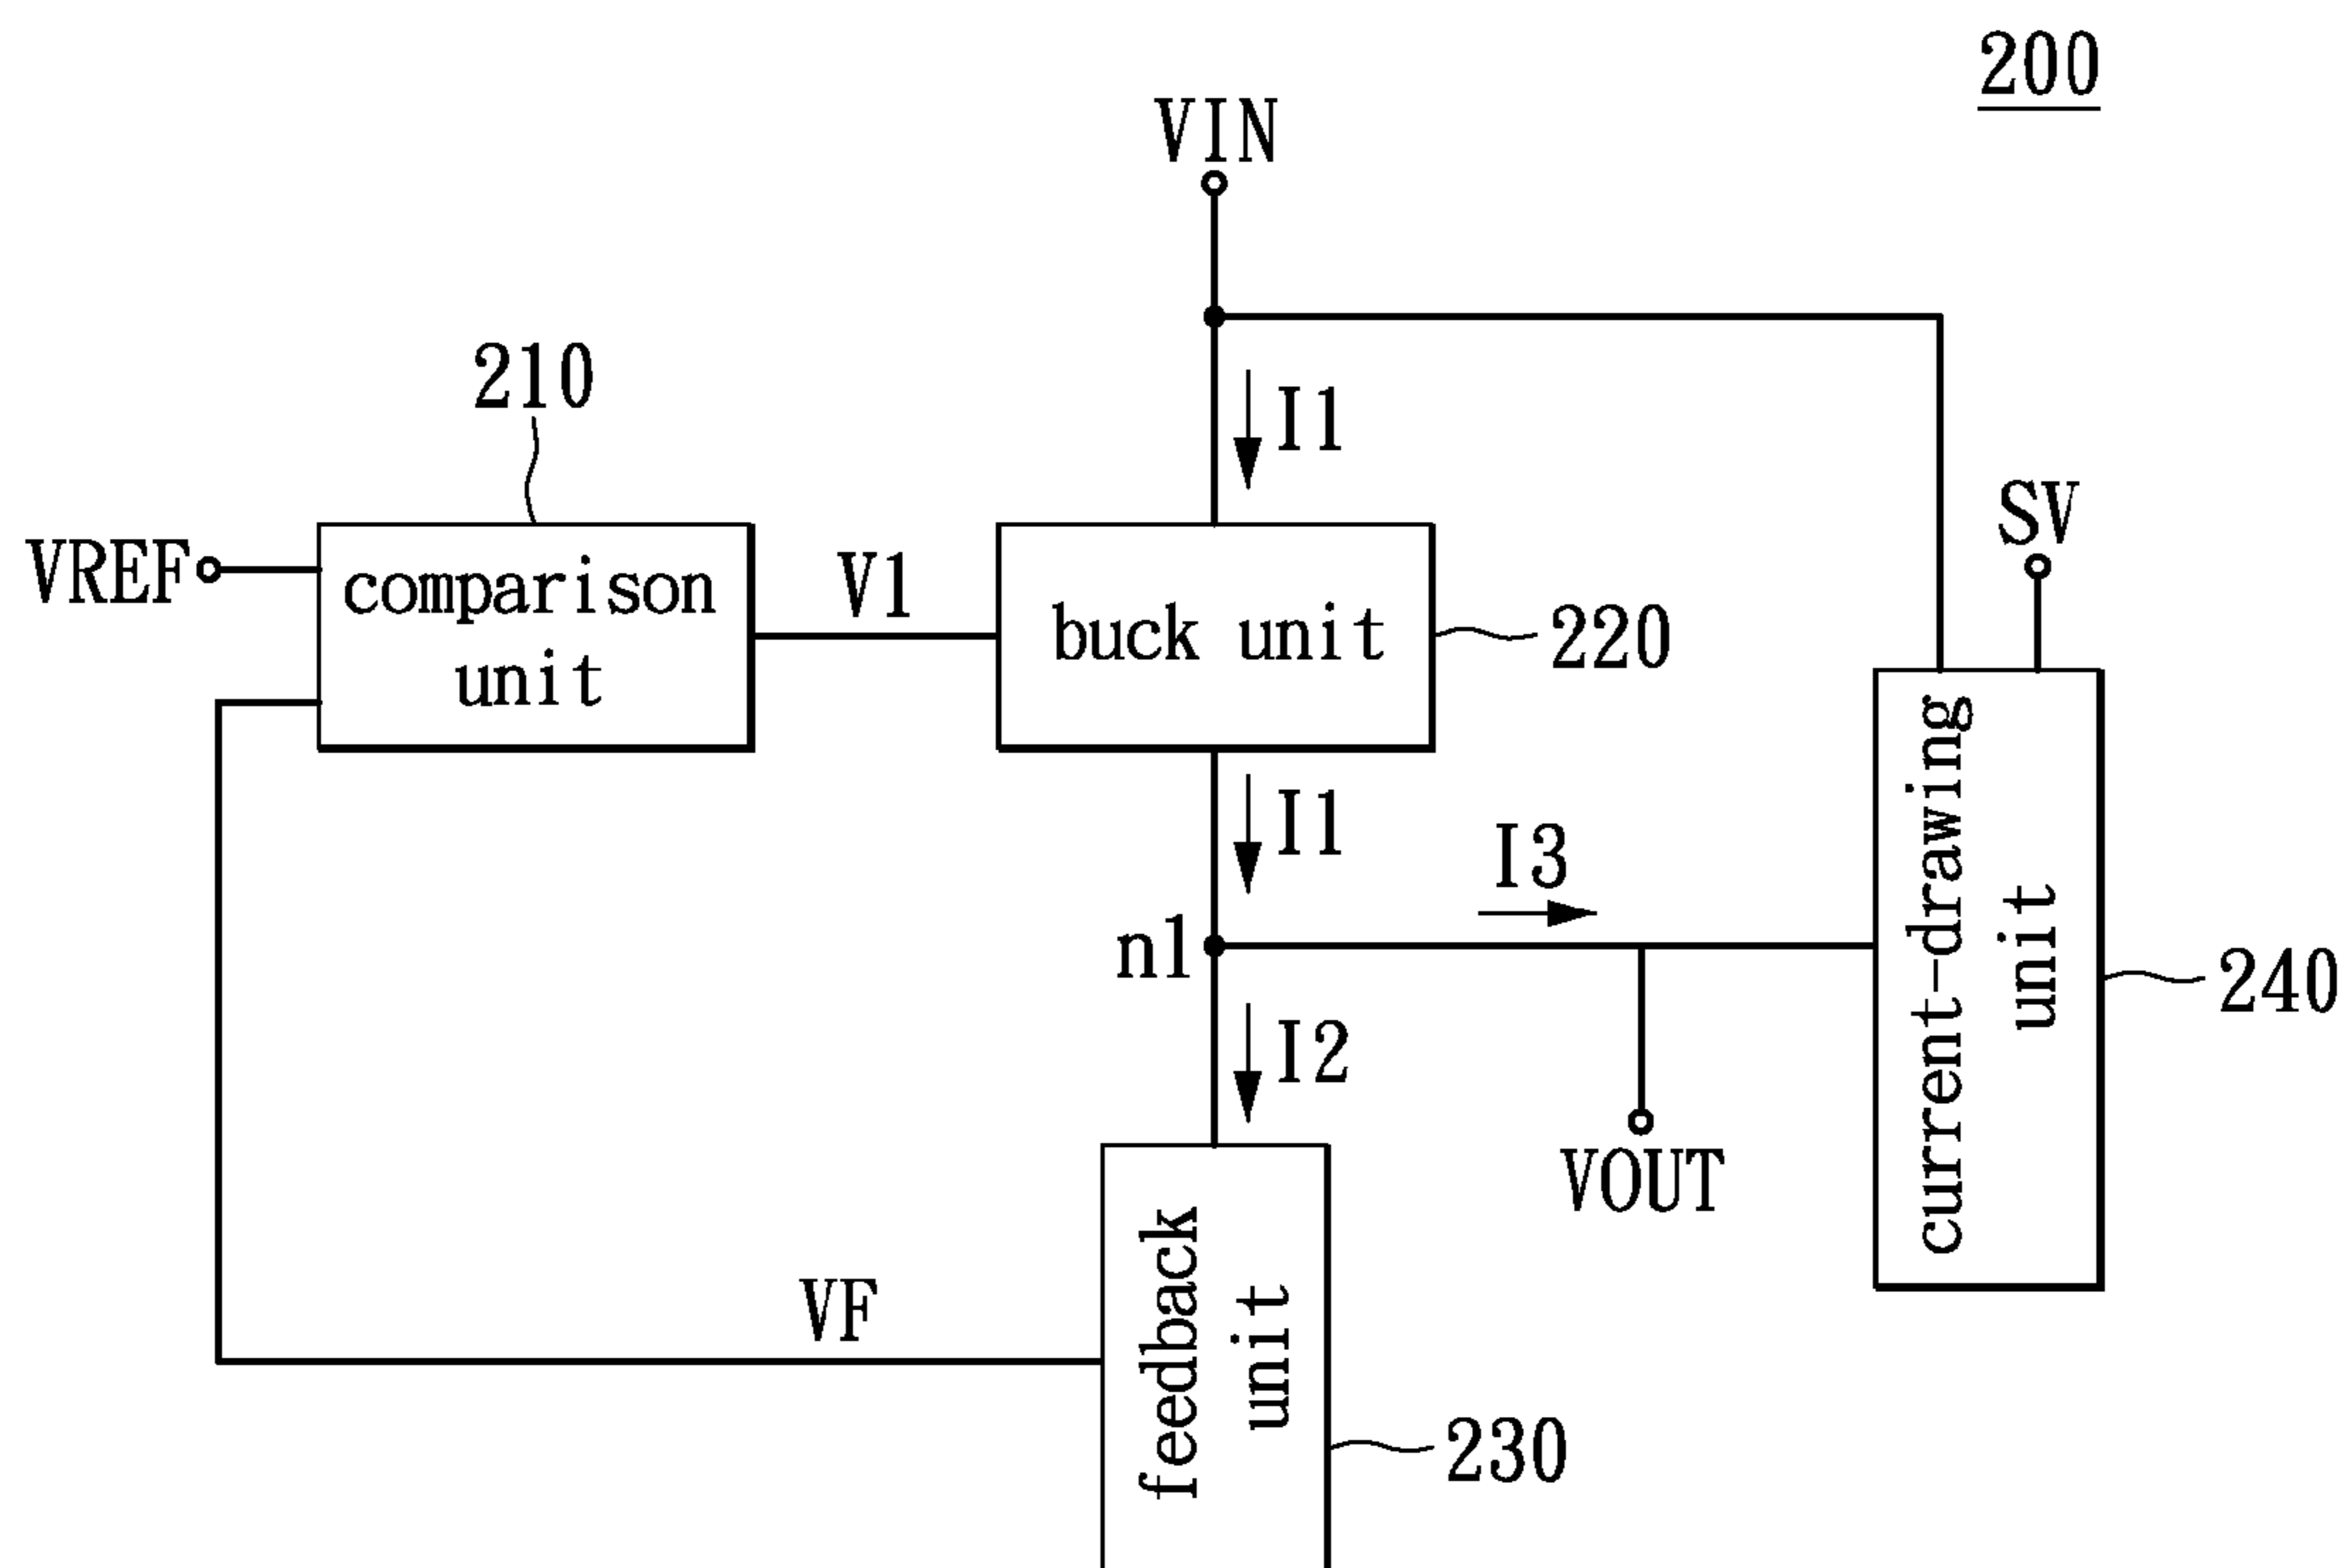 200
VIN
I1
210
SV
VREF
comparison
unit
V1
buck unit
220
I1
I3
n1
current-drawing
unit
240
I2
VOUT
VF
feedback
unit
230